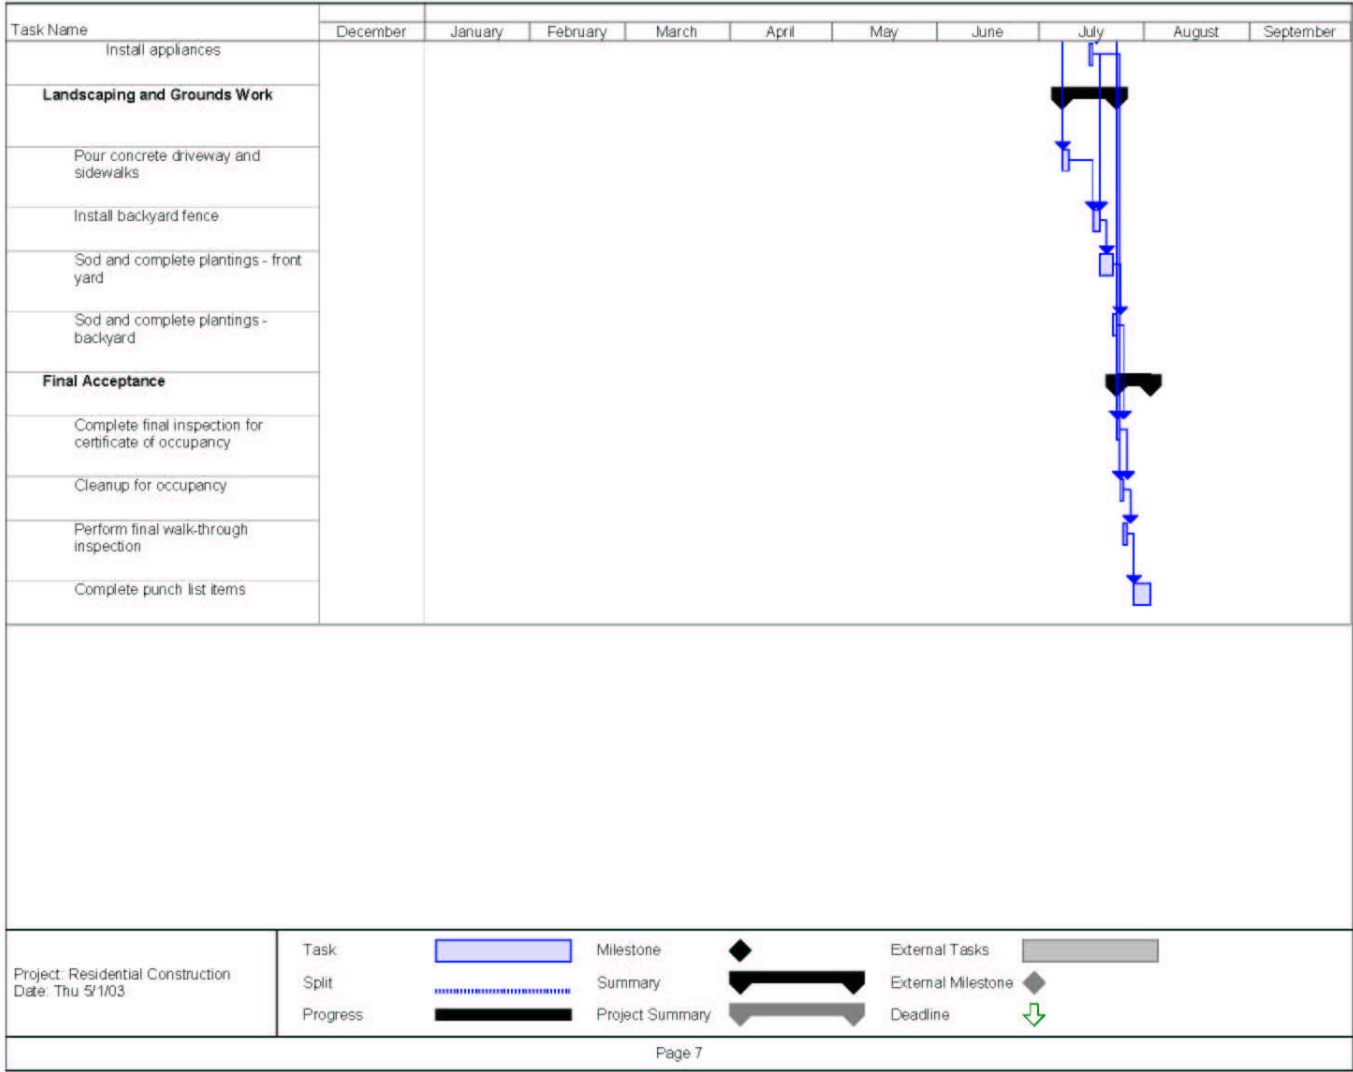 Task Name
December January February March April May June July August September
Install appliances
Landscaping and Grounds Work
Pour concrete driveway and
sidewalks
Install backyard fence
Sod and complete plantings - front
yard
Sod and complete plantings -
backyard
Final Acceptance
Complete final inspection for
certificate of occupancy
Cleanup for occupancy
Perform final walk-through
inspection
Complete punch list items
Project: Residential Construction
Date: Thu 5/1/03
Task Milestone External Tasks
Split Summary External Milestone
Progress Project Summary Deadline
Page 7